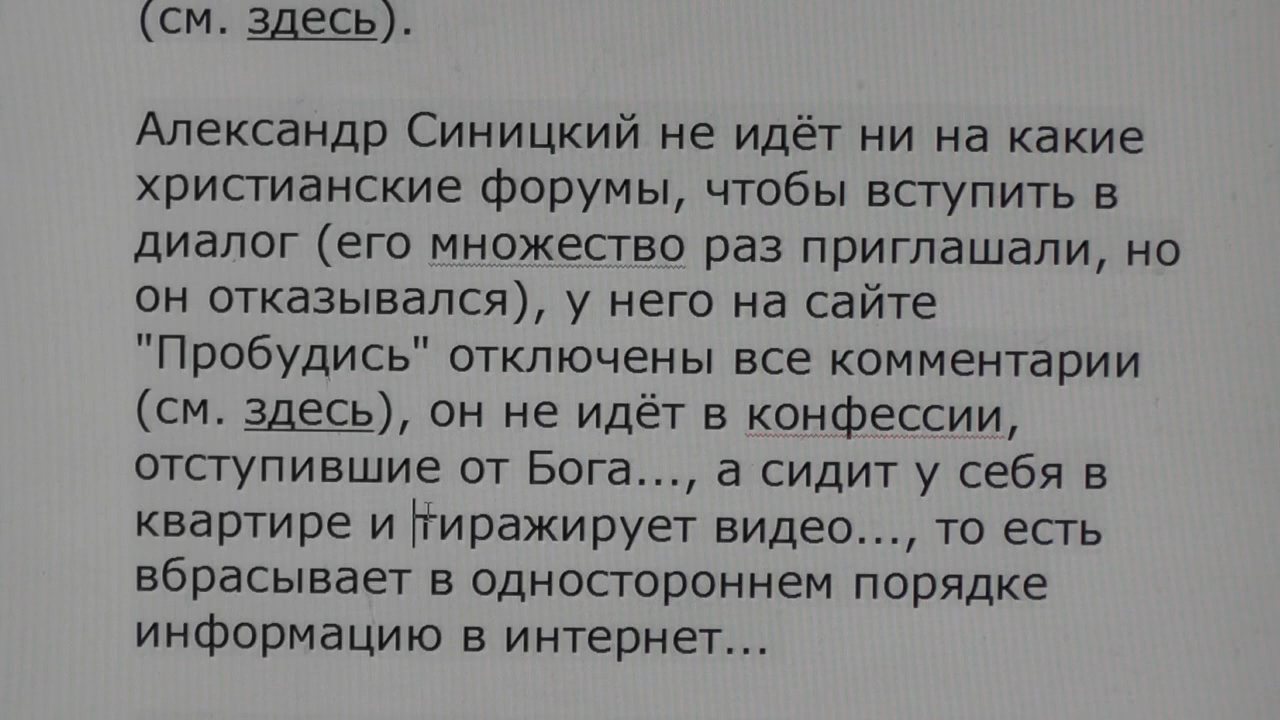 (см. здесь).
Александр Синицкий не идёт ни на какие
христианские форумы, чтобы вступить в
диалог (его множество раз приглашали, но
он отказывался), у него на сайте
"Пробудись" отключены все комментарии
(см. здесь), он не идёт в конфессии,
отступившие от Бога..., а сидит у себя в
квартире и тиражирует видео..., то есть
вбрасывает в одностороннем порядке
информацию в интернет...